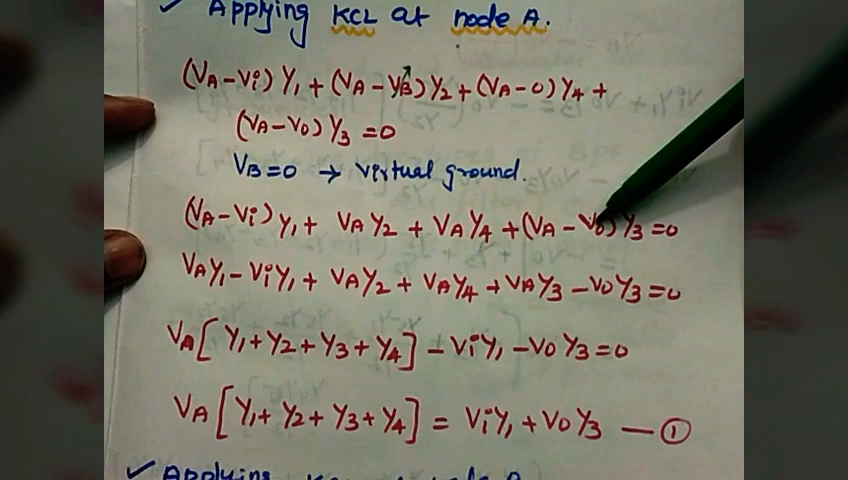 ✓ Applying KCL at node A.
(VA-Vi) Y1 + (VA-VB) Y2 + (VA-0) Y4 +
(VA-V0) Y3 = 0
VB=0 → virtual ground.
(VA-Vi) Y1 + VA Y2 + VA Y4 + (VA-V0) Y3 = 0
VA Y1 - Vi Y1 + VA Y2 + VA Y4 + VA Y3 - V0 Y3 = 0
VA [Y1 + Y2 + Y3 + Y4] - Vi Y1 - V0 Y3 = 0
VA [Y1 + Y2 + Y3 + Y4] = Vi Y1 + V0 Y3 — ①
✓ Applying